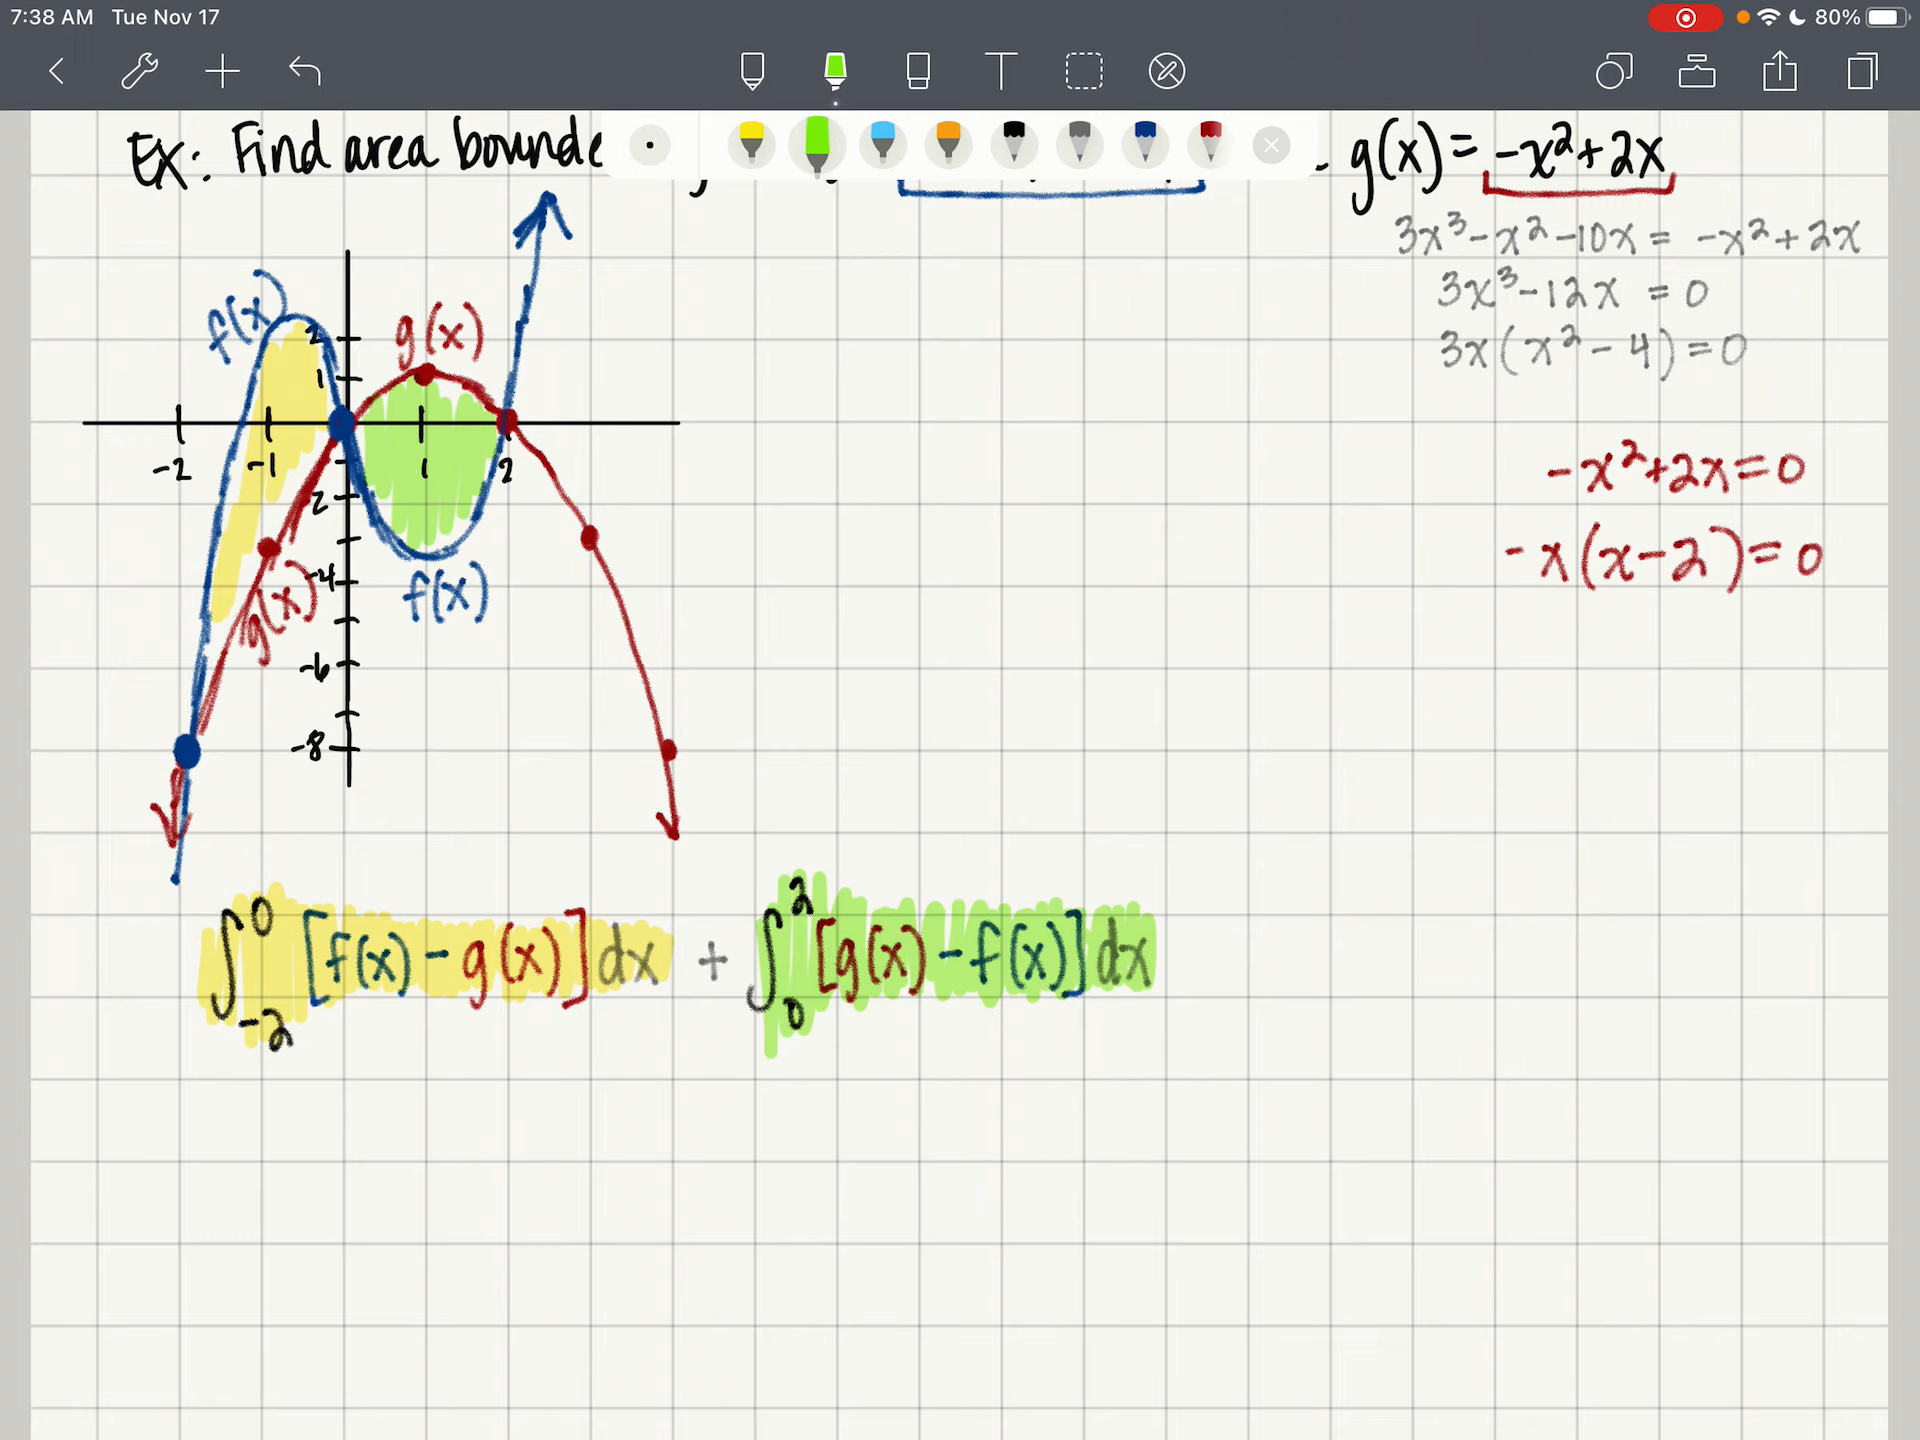 7:38 AM Tue Nov 17
80%
Ex: Find area bounde
g(x) = -x²+2x
3x³-x²-10x = -x²+2x
3x³-12x = 0
3x(x²-4)=0
-x²+2x=0
-x(x-2)=0
f(x)
g(x)
2
1
-2 -1 1 2
2
-4
-6
-8
g(x)
f(x)
∫₋₂⁰ [f(x)-g(x)]dx + ∫₀² [g(x)-f(x)]dx